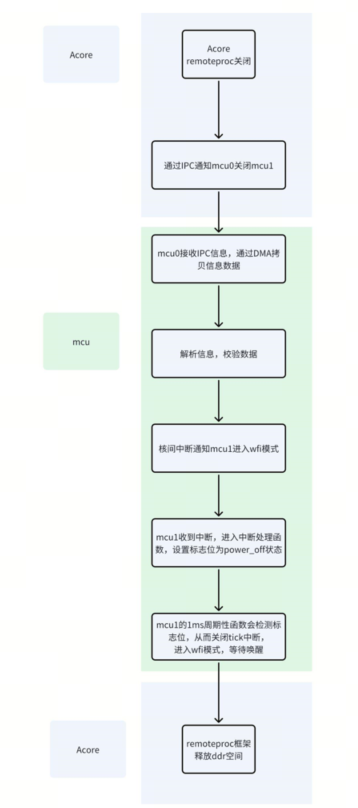 Acore
Acore
remoteproc关闭
通过IPC通知mcu0关闭mcu1
mcu
mcu0接收IPC信息，通过DMA拷
贝信息数据
解析信息，校验数据
核间中断通知mcu1进入wfi模式
mcu1收到中断，进入中断处理函
数，设置标志位为power_off状态
mcu1的1ms周期性函数会检测标
志位，从而关闭tick中断，
进入wfi模式，等待唤醒
Acore
remoteproc框架
释放ddr空间